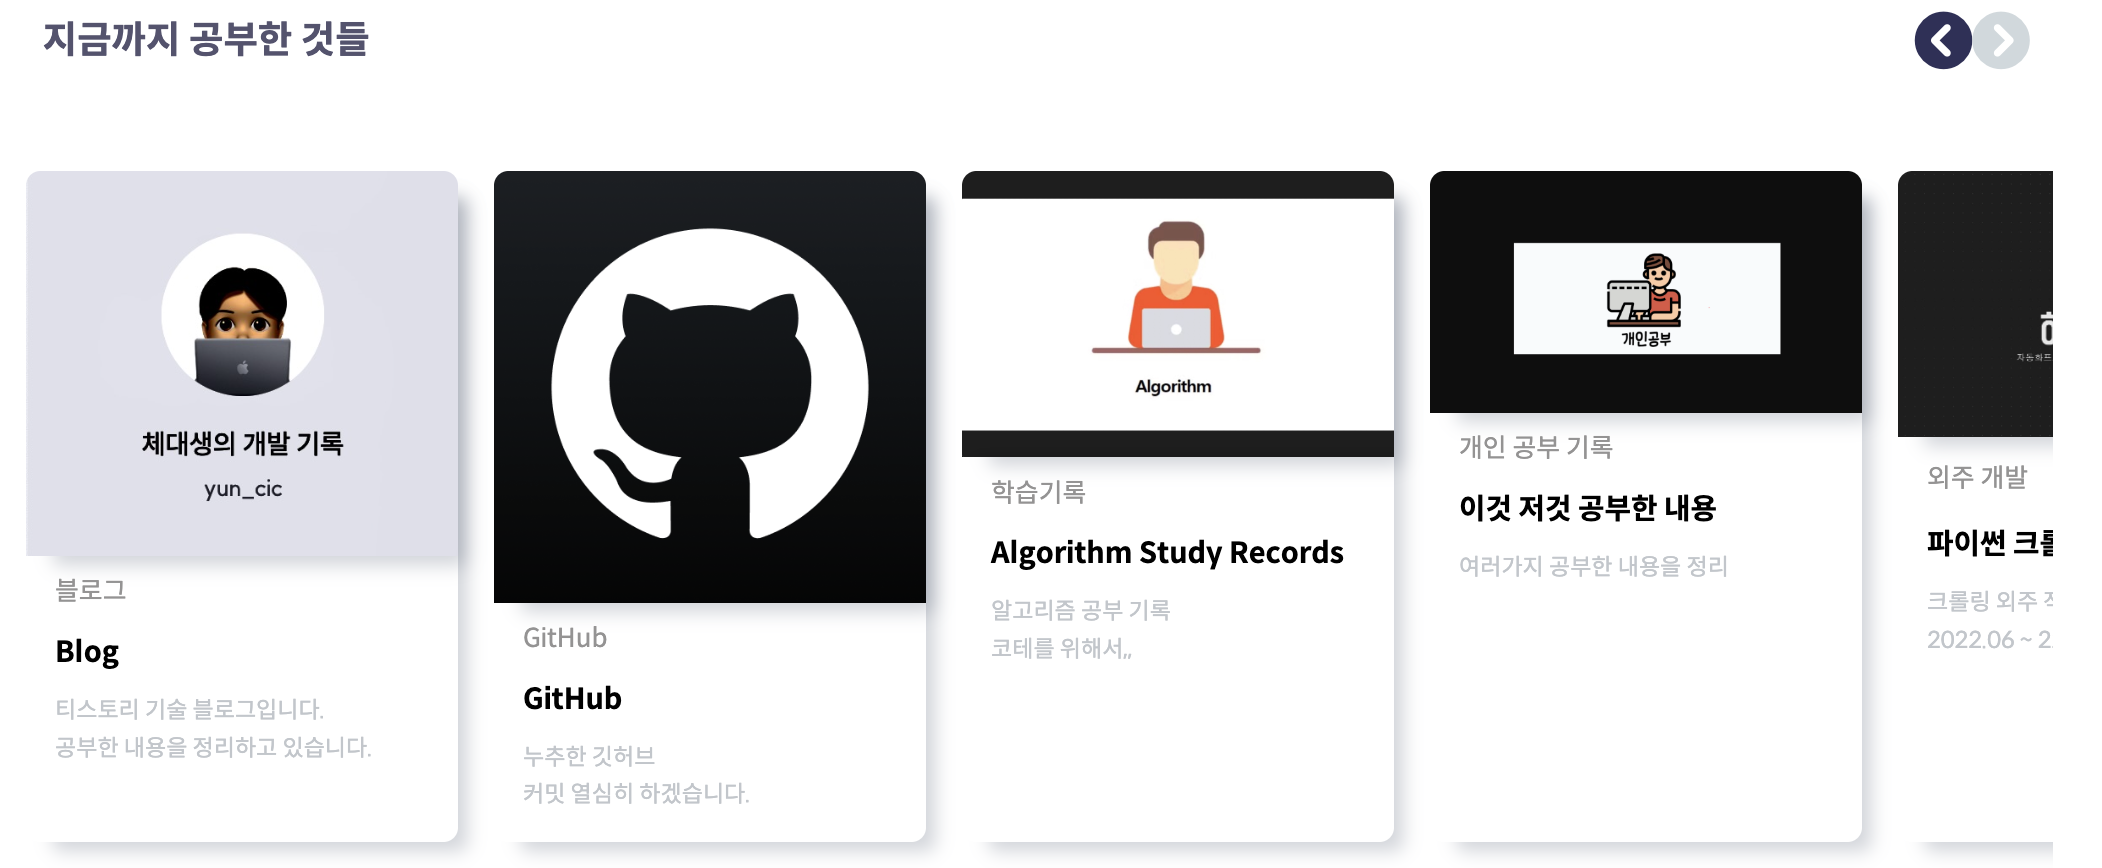 지금까지 공부한 것들
체대생의 개발 기록
yun_cic
블로그
Blog
티스토리 기술 블로그입니다.
공부한 내용을 정리하고 있습니다.
GitHub
GitHub
누추한 깃허브
커밋 열심히 하겠습니다.
Algorithm
학습기록
Algorithm Study Records
알고리즘 공부 기록
코테를 위해서,,
개인공부
개인 공부 기록
이것 저것 공부한 내용
여러가지 공부한 내용을 정리
외주 개발
파이썬
크롤링 외주
2022.06 ~ 2